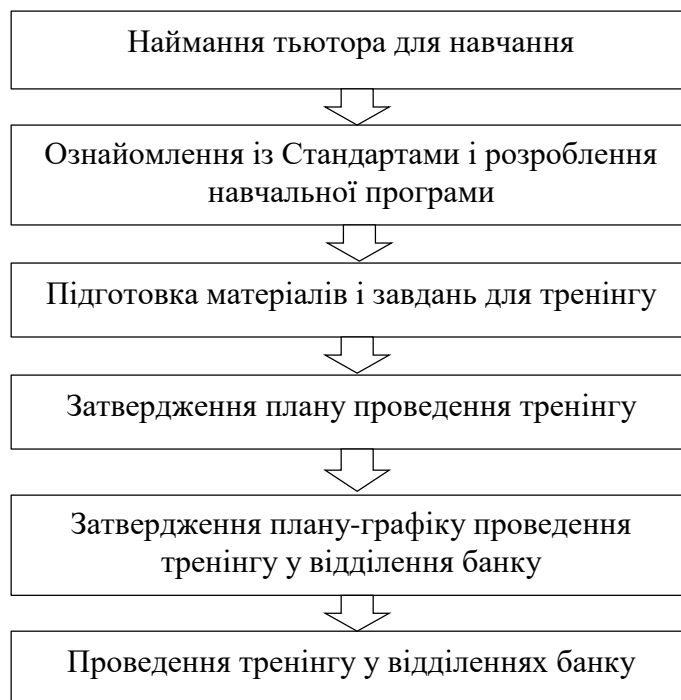 Наймання тьютора для навчання
Ознайомлення із Стандартами і розроблення
навчальної програми
Підготовка матеріалів і завдань для тренінгу
Затвердження плану проведення тренінгу
Затвердження плану-графіку проведення
тренінгу у відділення банку
Проведення тренінгу у відділеннях банку